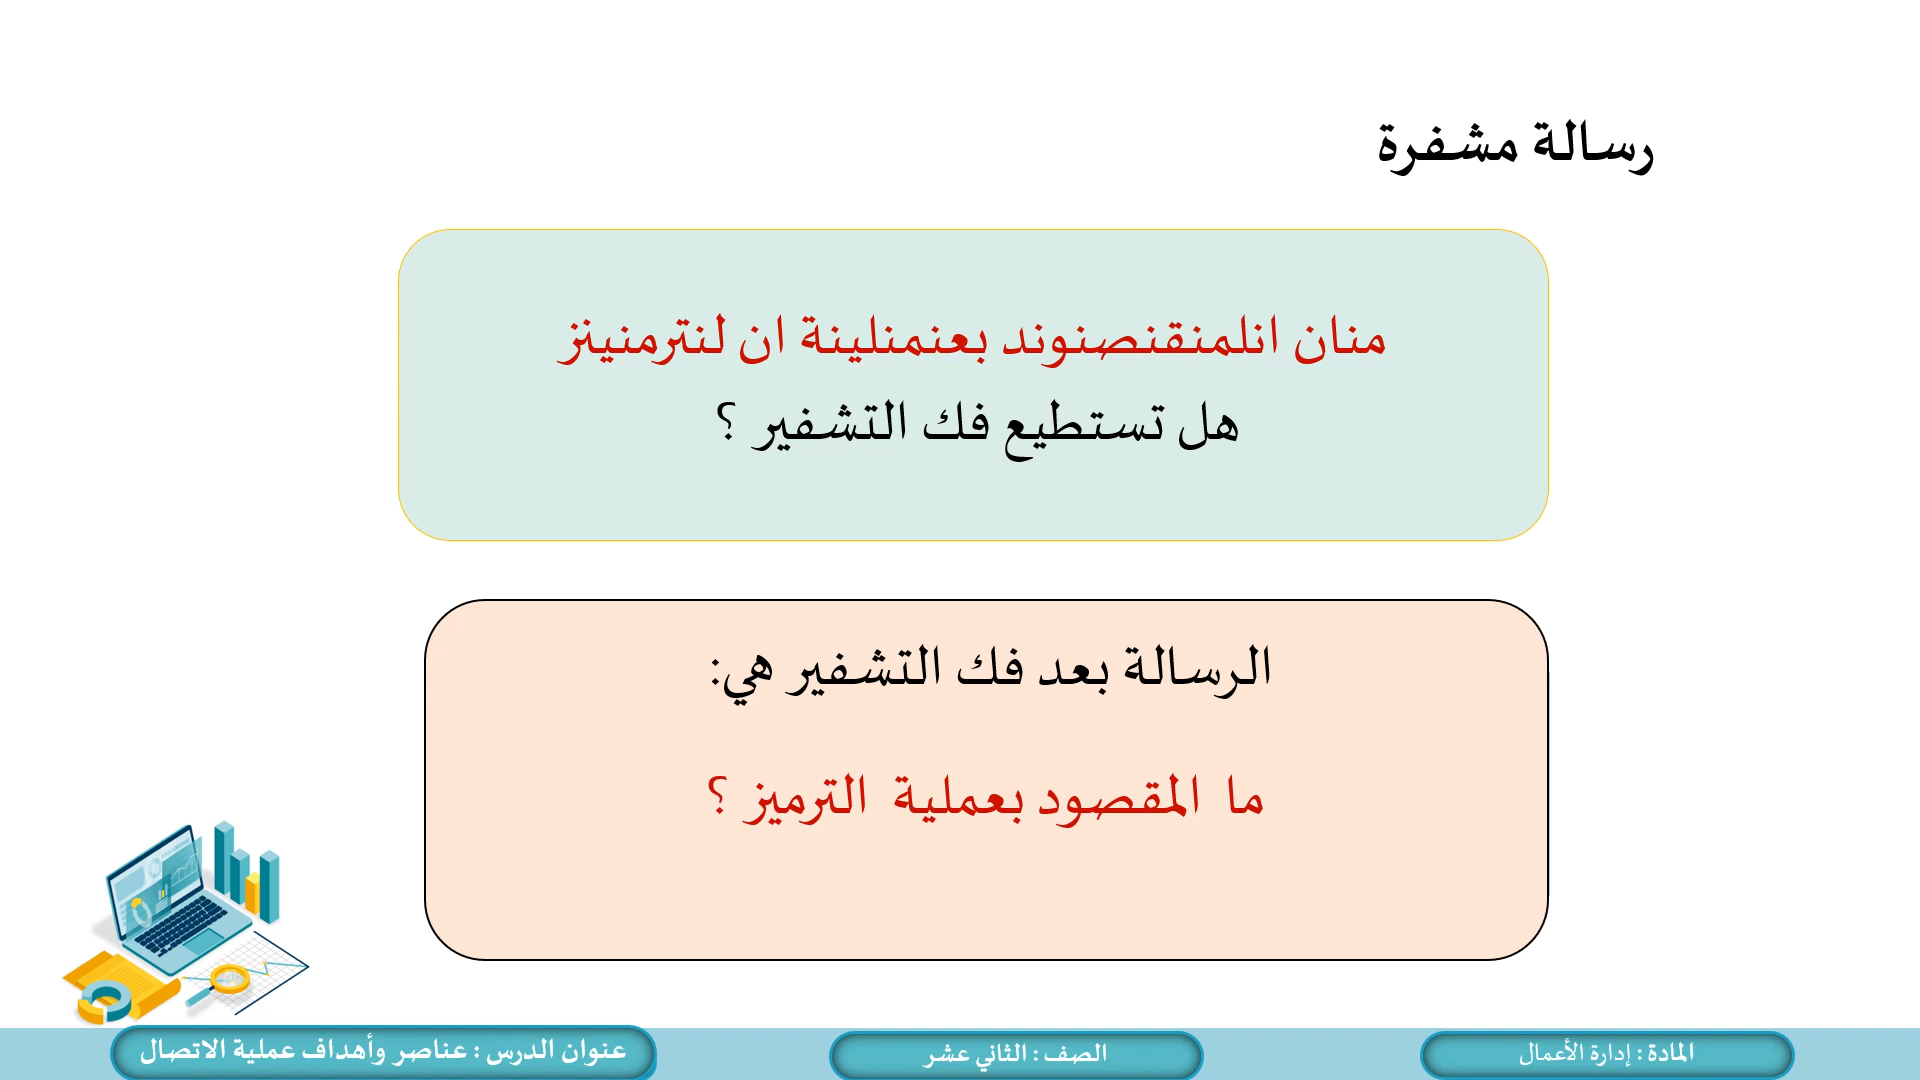 رسالة مشفرة
منان انلمنقنصنوند بعنمنلينة ان لنترمنينز
هل تستطيع فك التشفير ؟
الرسالة بعد فك التشفير هي:
ما المقصود بعملية الترميز ؟
المادة : إدارة الأعمال
الصف : الثاني عشر
عنوان الدرس : عناصر وأهداف عملية الاتصال